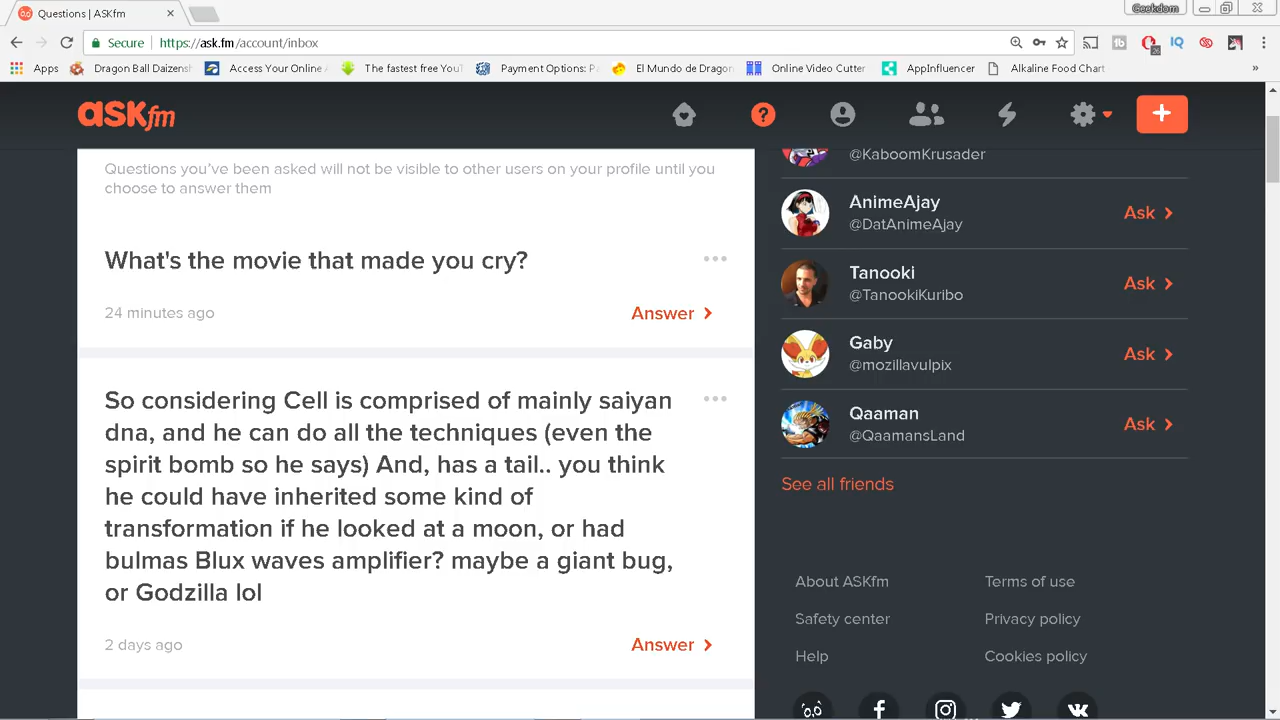 Questions | ASKfm
Geekdom
Secure
https://ask.fm/account/inbox
Apps
Dragon Ball Daizensh
Access Your Online
The fastest free You
Payment Options: P
El Mundo de Dragon
Online Video Cutter
AppInfluencer
Alkaline Food Chart
ASKfm
Questions you've been asked will not be visible to other users on your profile until you
choose to answer them
What's the movie that made you cry?
24 minutes ago
Answer
So considering Cell is comprised of mainly saiyan
dna, and he can do all the techniques (even the
spirit bomb so he says) And, has a tail.. you think
he could have inherited some kind of
transformation if he looked at a moon, or had
bulmas Blux waves amplifier? maybe a giant bug,
or Godzilla lol
2 days ago
Answer
@KaboomKrusader
AnimeAjay
@DatAnimeAjay
Ask
Tanooki
@TanookiKuribo
Ask
Gaby
@mozillavulpix
Ask
Qaaman
@QaamansLand
Ask
See all friends
About ASKfm
Terms of use
Safety center
Privacy policy
Help
Cookies policy